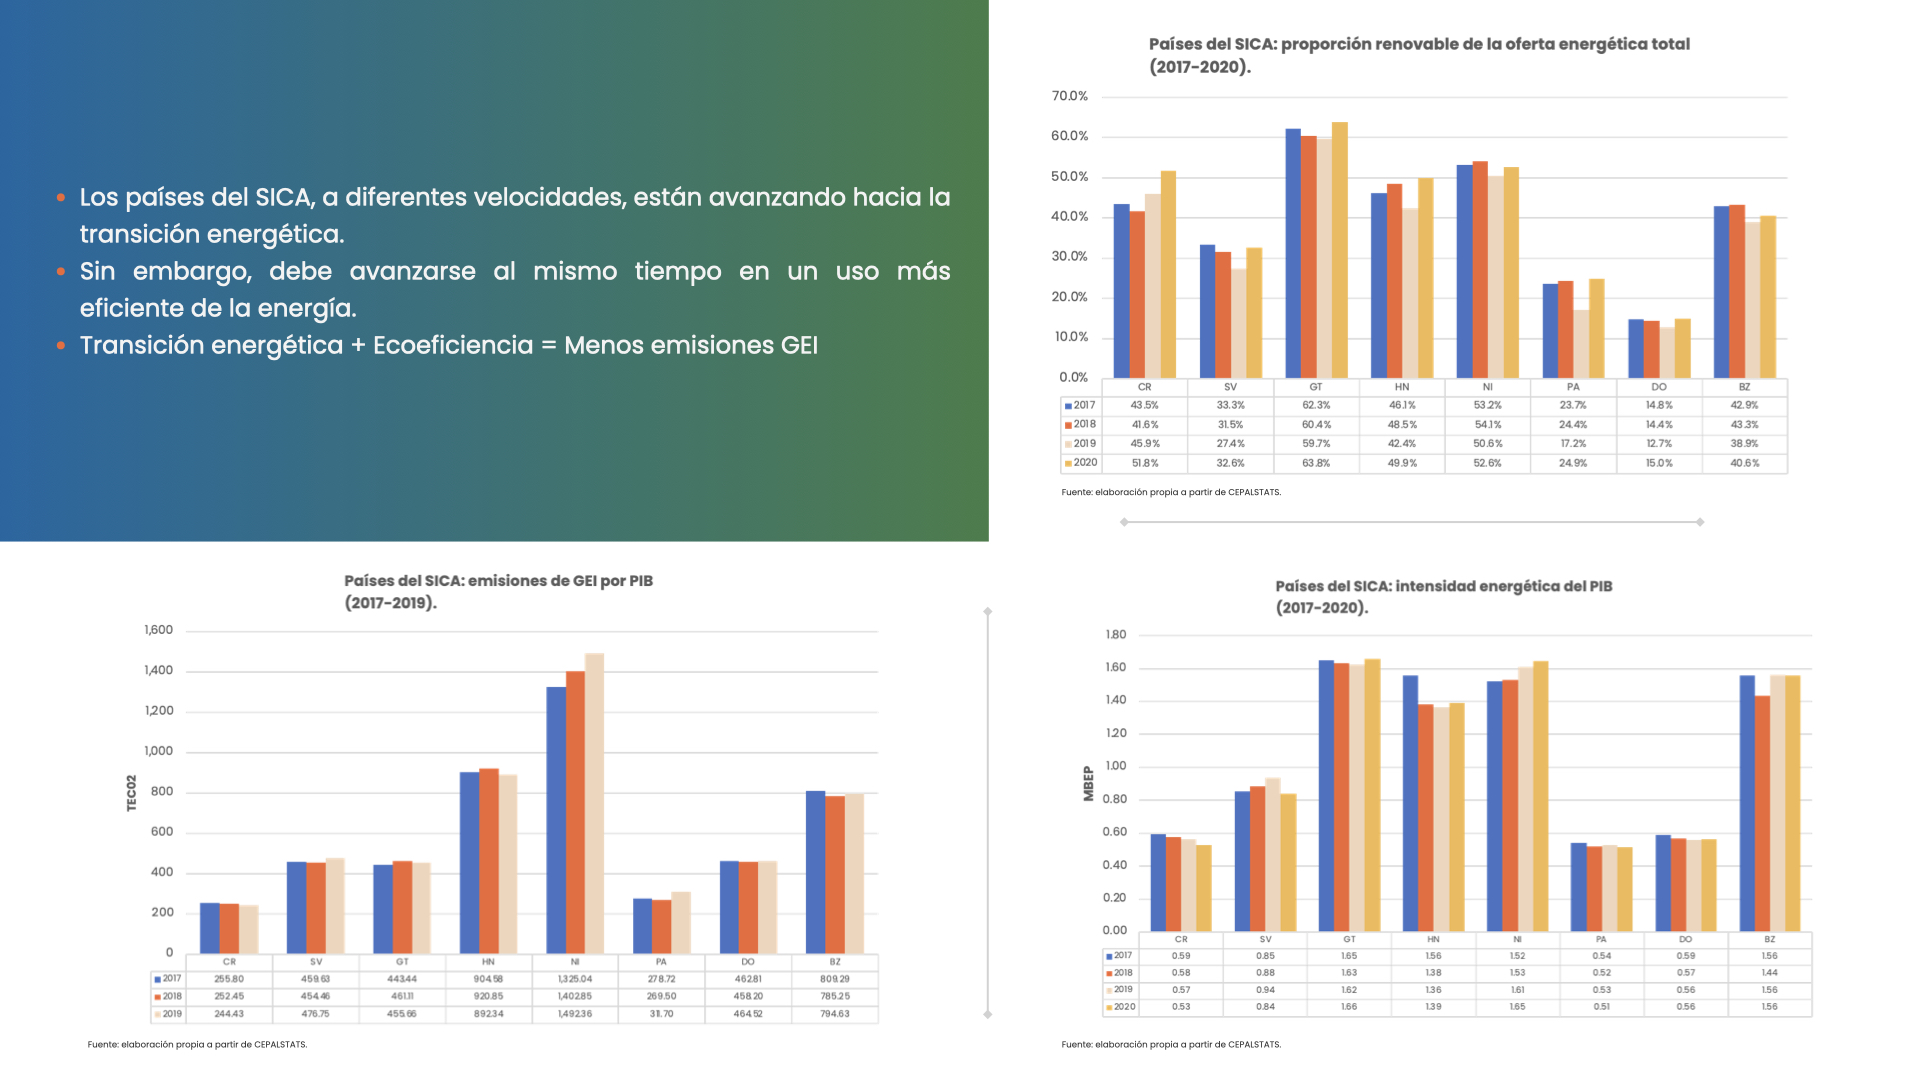 • Los países del SICA, a diferentes velocidades, están avanzando hacia la
transición energética.
• Sin embargo, debe avanzarse al mismo tiempo en un uso más
eficiente de la energía.
• Transición energética + Ecoeficiencia = Menos emisiones GEI
Países del SICA: proporción renovable de la oferta energética total
(2017-2020).
70.0%
60.0%
50.0%
40.0%
30.0%
20.0%
10.0%
0.0%
CR SV GT HN NI PA DO BZ
2017 43.5% 33.3% 62.3% 46.1% 53.2% 23.7% 14.8% 42.9%
2018 41.6% 31.5% 60.4% 48.5% 54.1% 24.4% 14.4% 43.3%
2019 45.9% 27.4% 59.7% 42.4% 50.6% 17.2% 12.7% 38.9%
2020 51.8% 32.6% 63.8% 49.9% 52.6% 24.9% 15.0% 40.6%
Fuente: elaboración propia a partir de CEPALSTATS.
Países del SICA: emisiones de GEI por PIB
(2017-2019).
TECO2
1,600
1,400
1,200
1,000
800
600
400
200
0
CR SV GT HN NI PA DO BZ
2017 255.80 459.63 443.44 904.58 1,325.04 278.72 462.81 809.29
2018 252.45 454.46 461.11 920.85 1,402.85 269.50 458.20 785.25
2019 244.43 476.75 455.66 892.34 1,492.36 311.70 464.52 794.63
Fuente: elaboración propia a partir de CEPALSTATS.
Países del SICA: intensidad energética del PIB
(2017-2020).
MBEP
1.80
1.60
1.40
1.20
1.00
0.80
0.60
0.40
0.20
0.00
CR SV GT HN NI PA DO BZ
2017 0.59 0.85 1.65 1.56 1.52 0.54 0.59 1.56
2018 0.58 0.88 1.63 1.38 1.53 0.52 0.57 1.44
2019 0.57 0.94 1.62 1.36 1.61 0.53 0.56 1.56
2020 0.53 0.84 1.66 1.39 1.65 0.51 0.56 1.56
Fuente: elaboración propia a partir de CEPALSTATS.